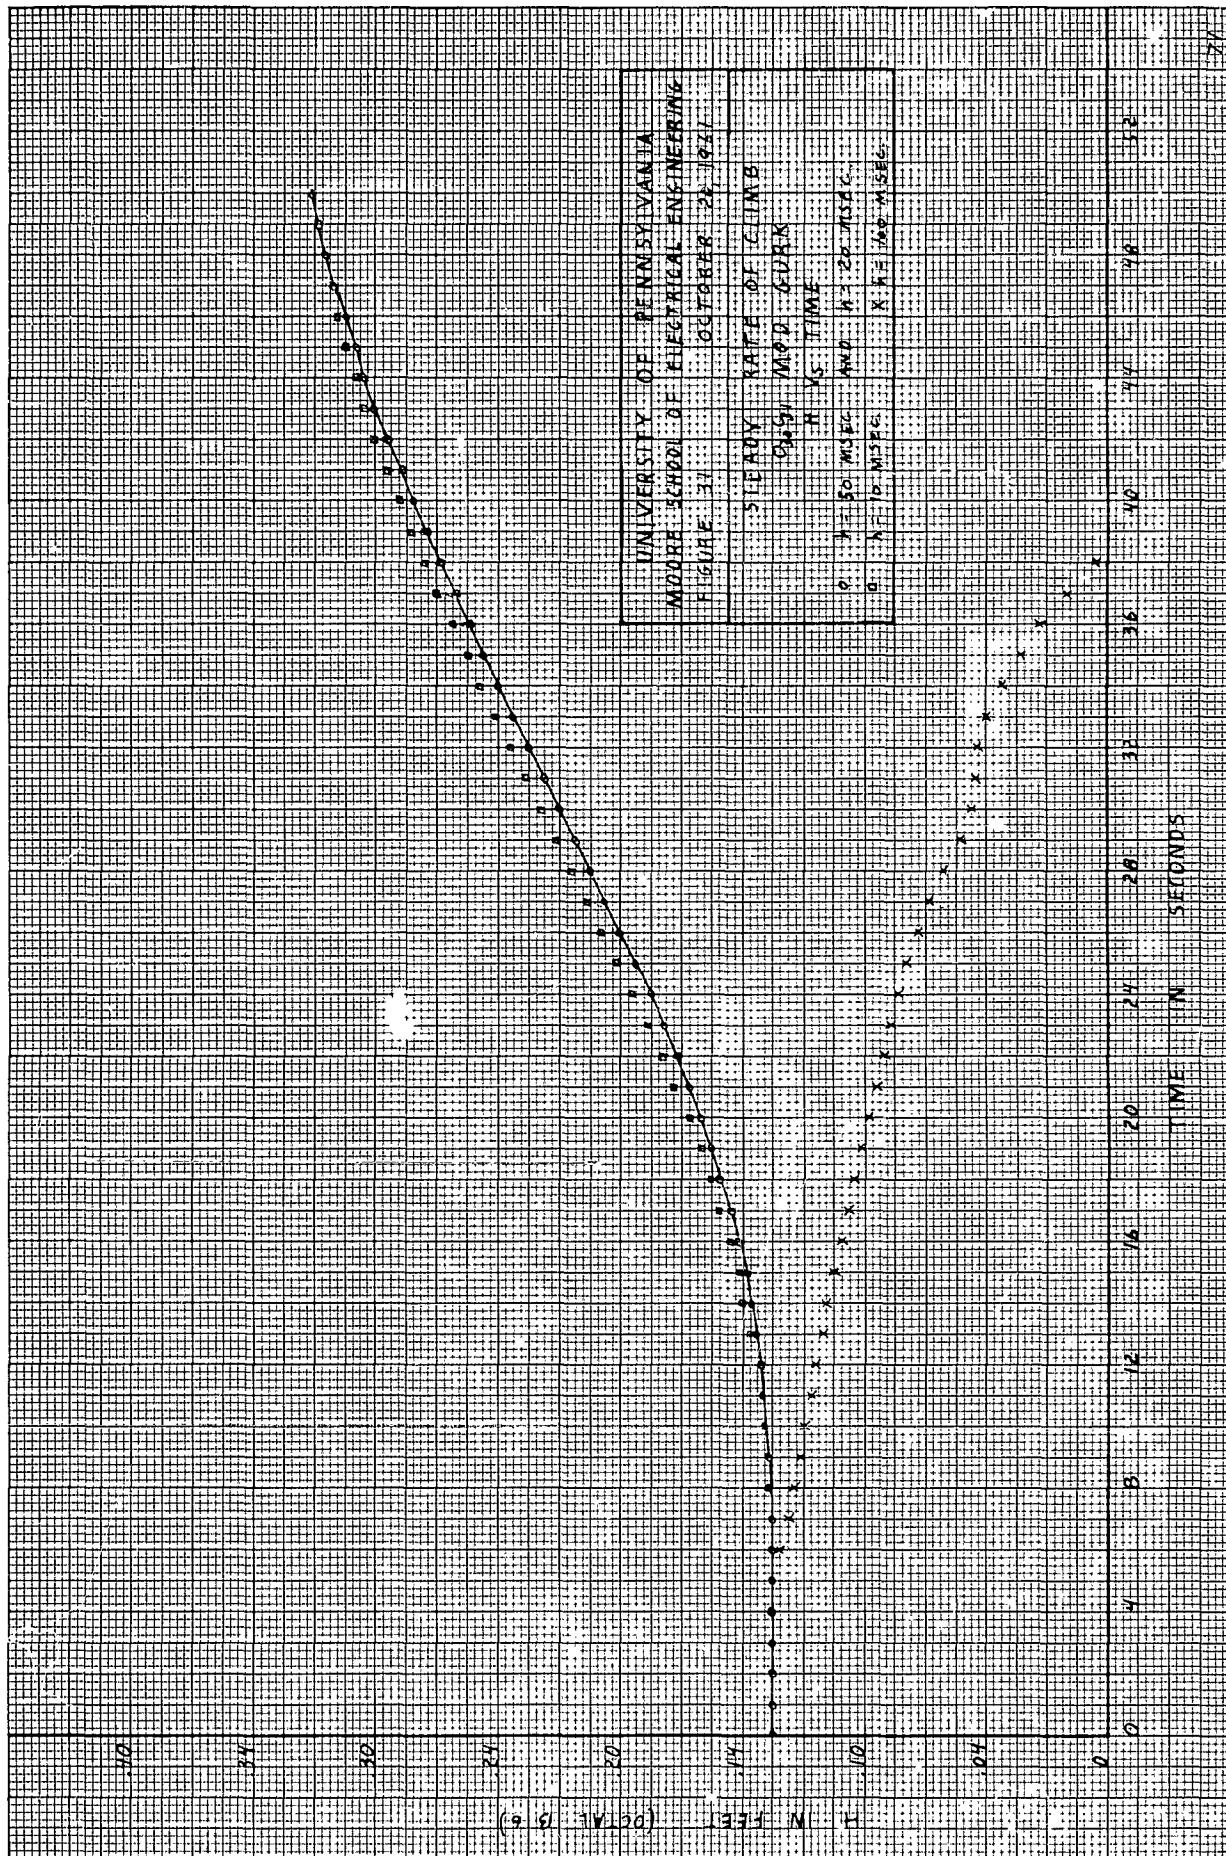 UNIVERSITY OF PENNSYLVANIA
MOORE SCHOOL OF ELECTRICAL ENGINEERING
FIGURE 31 OCTOBER 26, 1961
STEADY RATE OF CLIMB
MOD GURK
H VS TIME
o h = 50 MSEC AND h = 20 MSEC.
□ h = 10 MSEC. x h = 100 MSEC.
H IN FEET
(OCTAL B 6)
.40
.34
.30
.24
.20
.14
.10
.04
0
0 4 8 12 16 20 24 28 32 36 40 44 48 52
TIME IN SECONDS
71